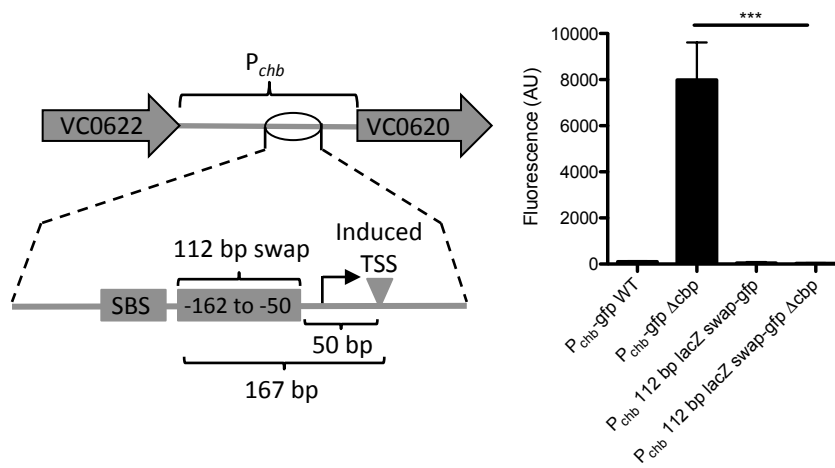 P chb
VC0622
VC0620
112 bp swap
Induced
TSS
SBS
-162 to -50
50 bp
167 bp
***
Fluorescence (AU)
10000
8000
6000
4000
2000
0
P chb-gfp WT
P chb-gfp Δcbp
P chb 112 bp lacZ swap-gfp
P chb 112 bp lacZ swap-gfp Δcbp